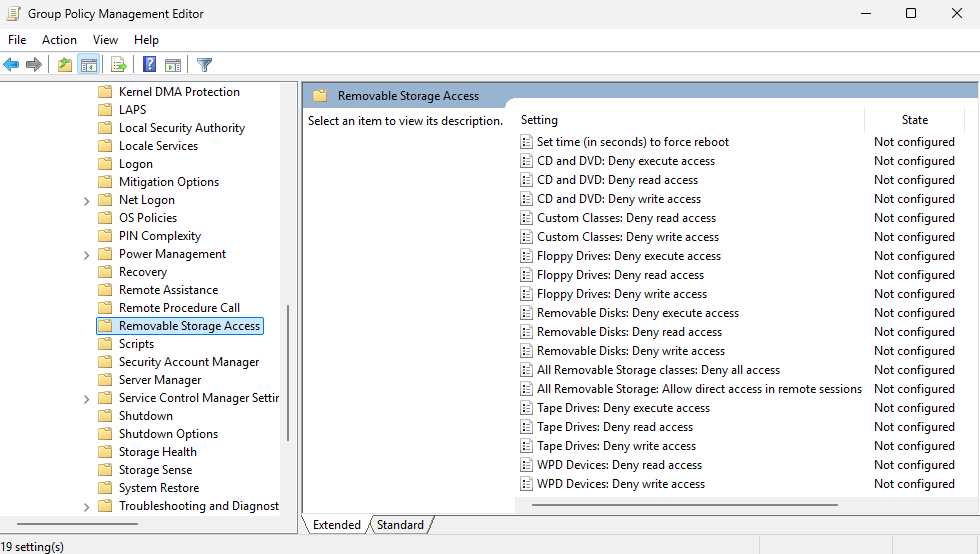 Group Policy Management Editor
File Action View Help
Kernel DMA Protection
LAPS
Local Security Authority
Locale Services
Logon
Mitigation Options
Net Logon
OS Policies
PIN Complexity
Power Management
Recovery
Remote Assistance
Remote Procedure Call
Removable Storage Access
Scripts
Security Account Manager
Server Manager
Service Control Manager Settin
Shutdown
Shutdown Options
Storage Health
Storage Sense
System Restore
Troubleshooting and Diagnost
Removable Storage Access
Select an item to view its description.
Setting State
Set time (in seconds) to force reboot Not configured
CD and DVD: Deny execute access Not configured
CD and DVD: Deny read access Not configured
CD and DVD: Deny write access Not configured
Custom Classes: Deny read access Not configured
Custom Classes: Deny write access Not configured
Floppy Drives: Deny execute access Not configured
Floppy Drives: Deny read access Not configured
Floppy Drives: Deny write access Not configured
Removable Disks: Deny execute access Not configured
Removable Disks: Deny read access Not configured
Removable Disks: Deny write access Not configured
All Removable Storage classes: Deny all access Not configured
All Removable Storage: Allow direct access in remote sessions Not configured
Tape Drives: Deny execute access Not configured
Tape Drives: Deny read access Not configured
Tape Drives: Deny write access Not configured
WPD Devices: Deny read access Not configured
WPD Devices: Deny write access Not configured
Extended Standard
19 setting(s)